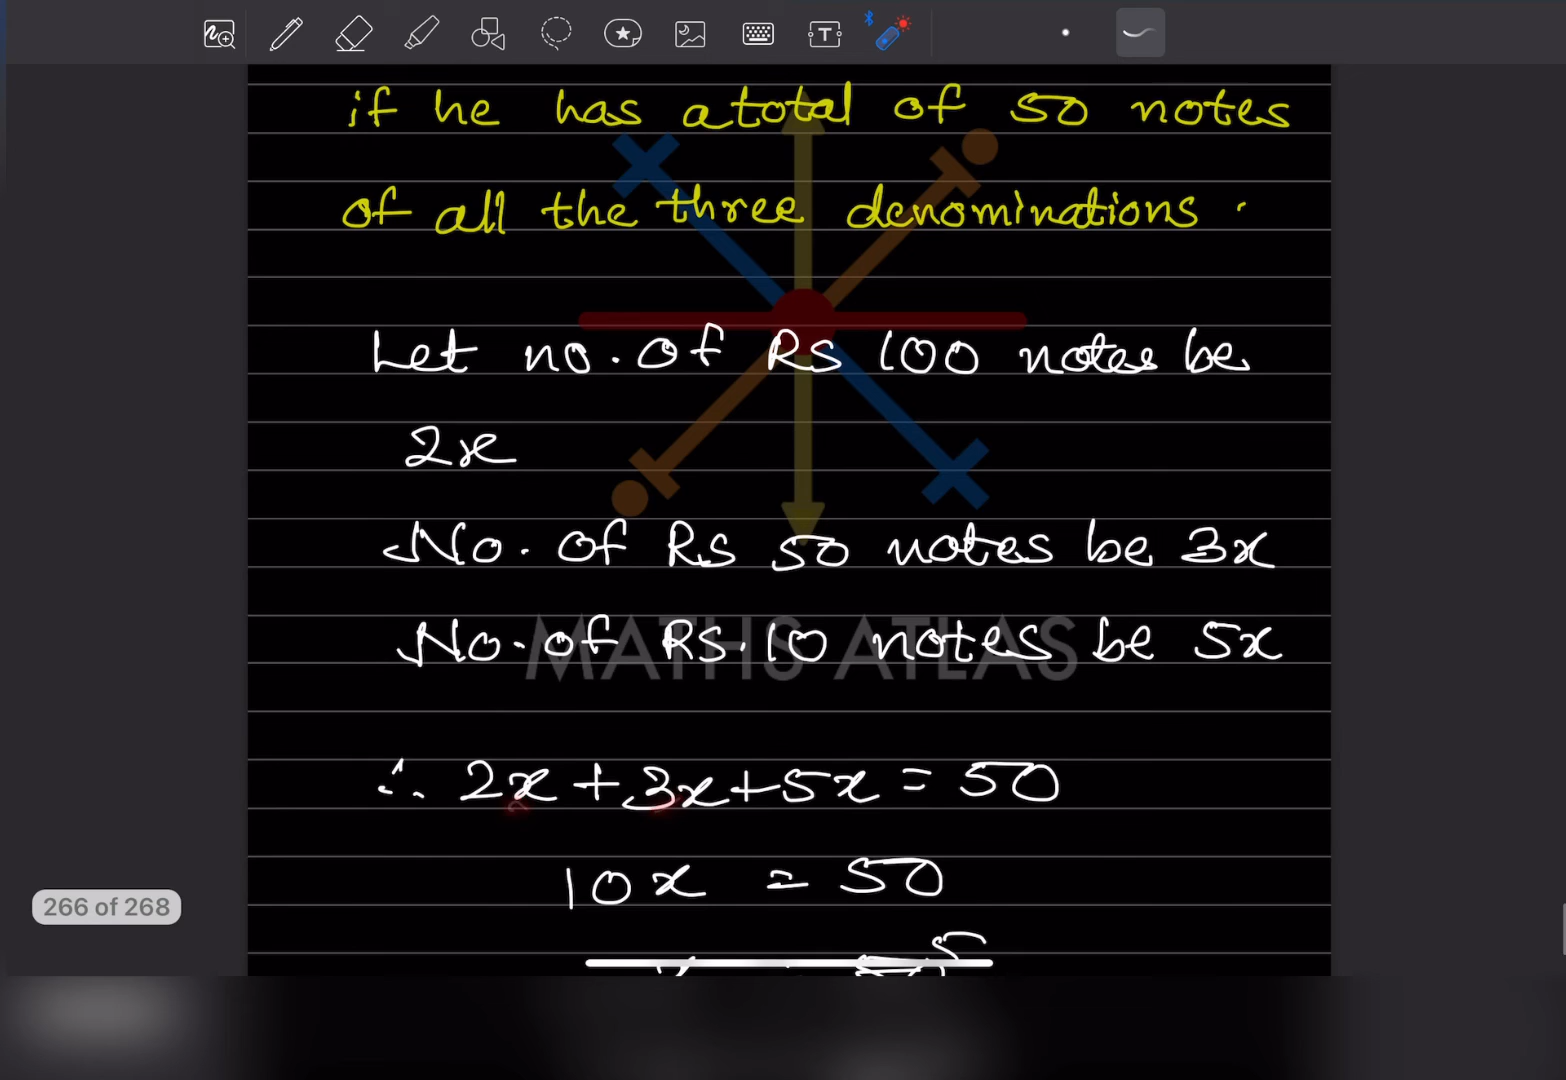 if he has a total of 50 notes
of all the three denominations.
Let no. of Rs 100 notes be
2x
No. of Rs 50 notes be 3x
No. of Rs. 10 notes be 5x
MATHS ATLAS
∴ 2x + 3x + 5x = 50
10x = 50
266 of 268
5